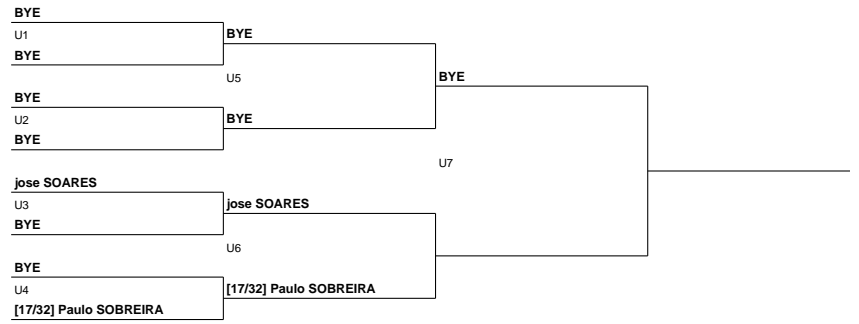 BYE
U1
BYE
BYE
U5
BYE
BYE
U2
BYE
BYE
U7
jose SOARES
U3
jose SOARES
BYE
U6
BYE
U4
[17/32] Paulo SOBREIRA
[17/32] Paulo SOBREIRA